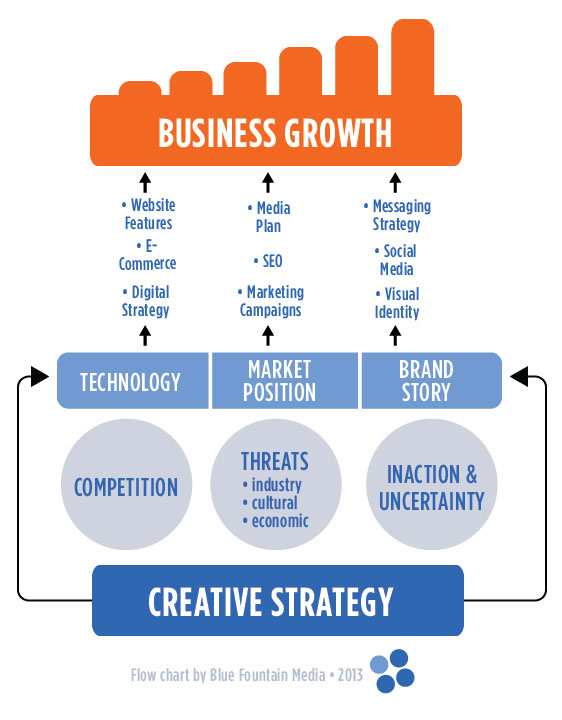 BUSINESS GROWTH
• Website
Features
• E-
Commerce
• Digital
Strategy
• Media
Plan
• SEO
• Marketing
Campaigns
• Messaging
Strategy
• Social
Media
• Visual
Identity
TECHNOLOGY
MARKET
POSITION
BRAND
STORY
COMPETITION
THREATS
• industry
• cultural
• economic
INACTION &
UNCERTAINTY
CREATIVE STRATEGY
Flow chart by Blue Fountain Media • 2013